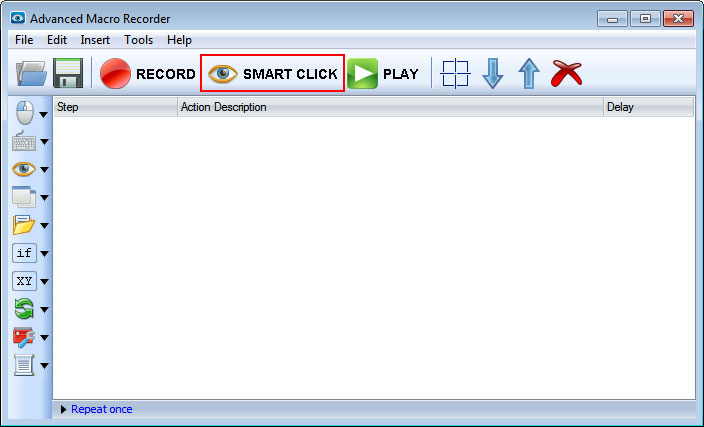 Advanced Macro Recorder
File Edit Insert Tools Help
RECORD SMART CLICK PLAY
Step Action Description Delay
if
XY
Repeat once